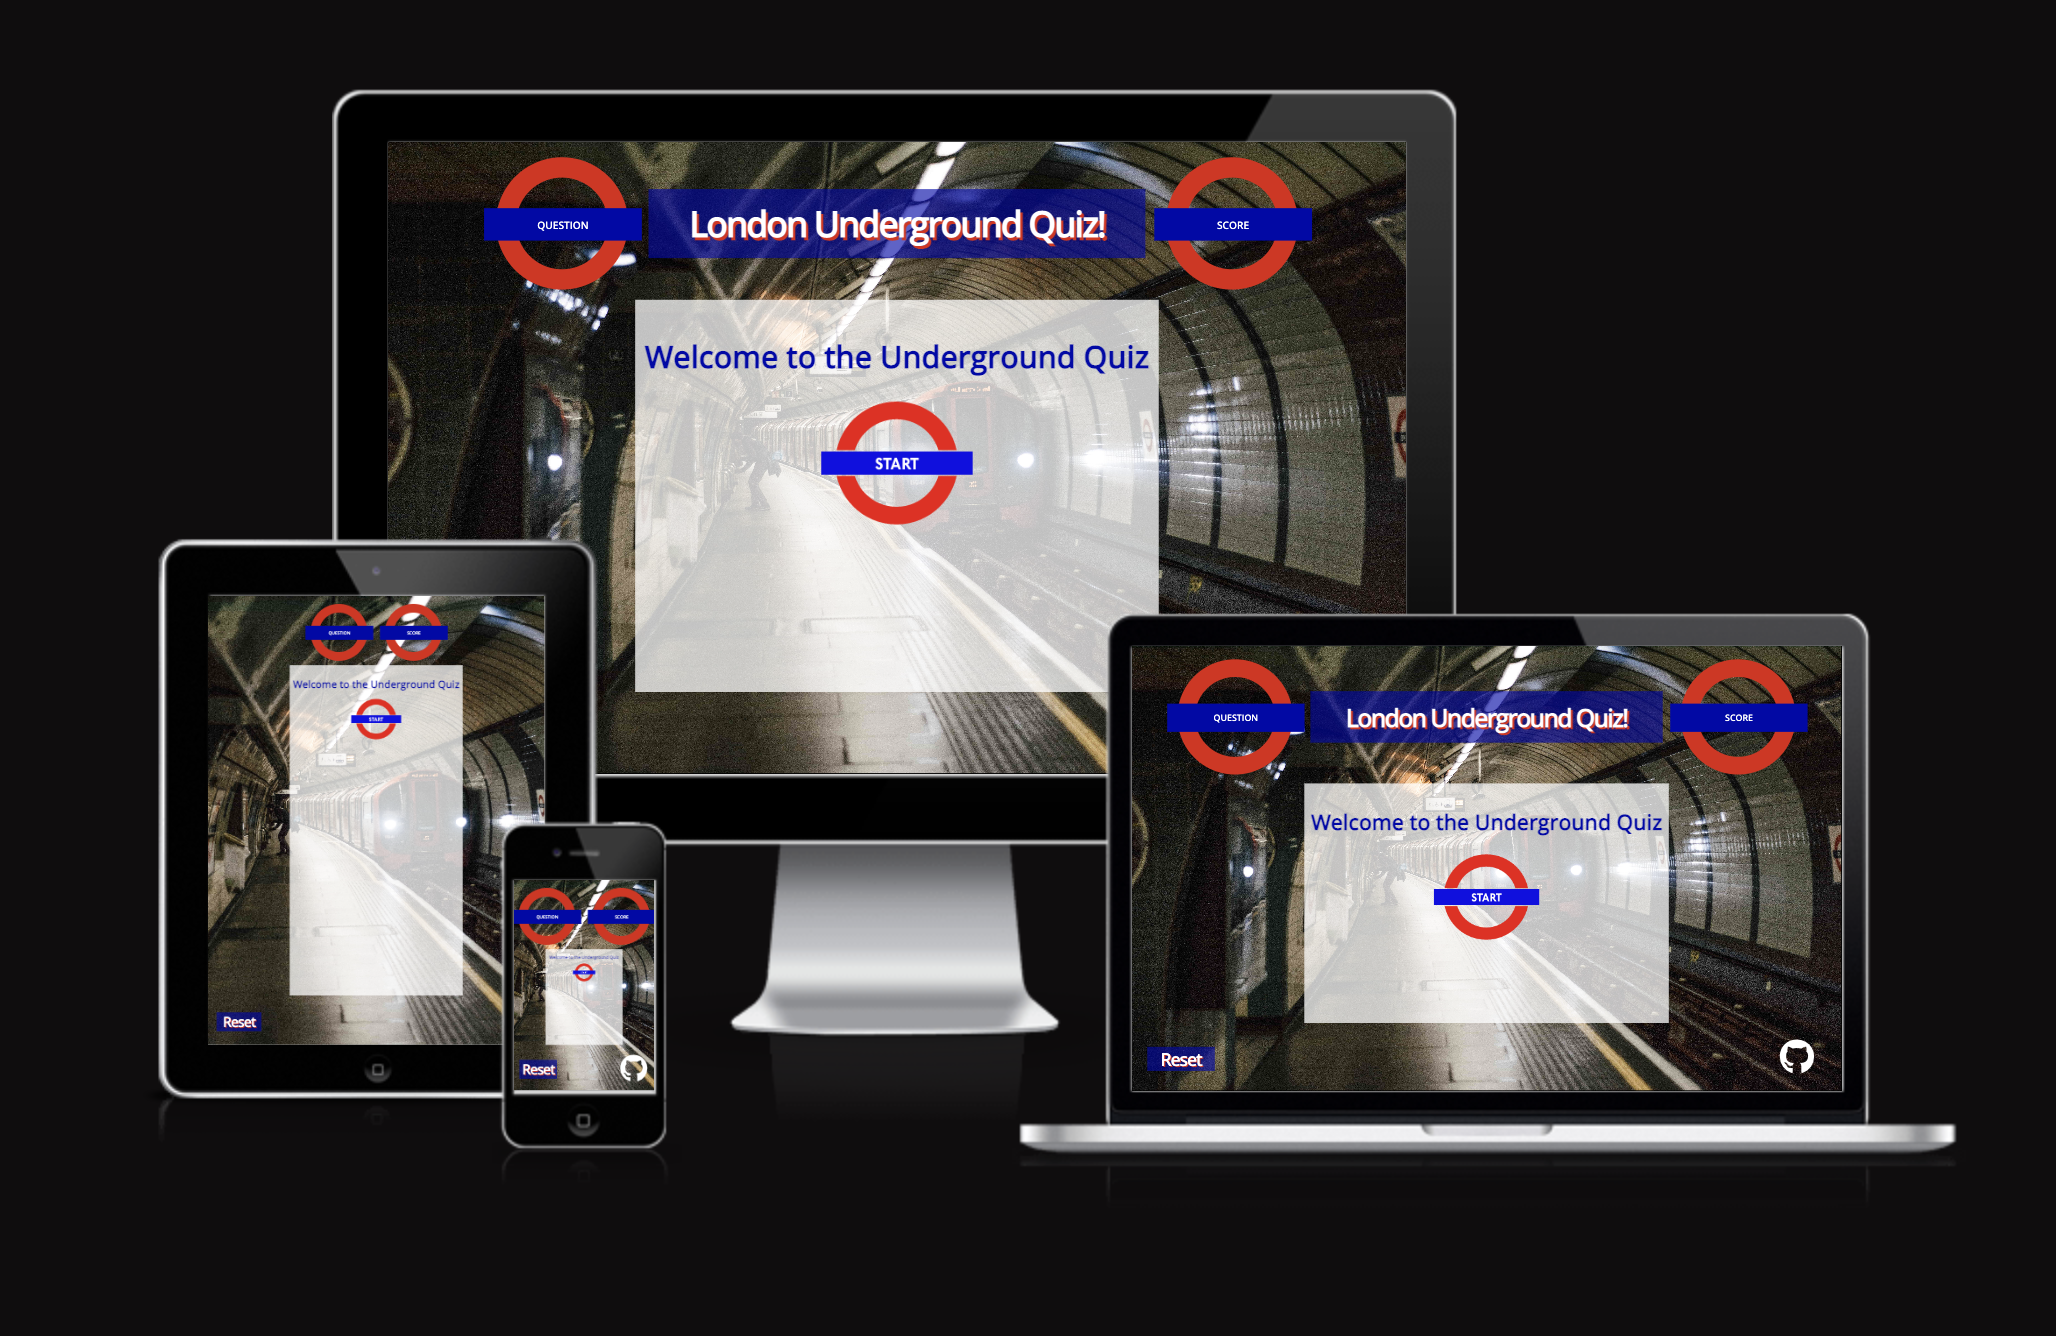 QUESTION
London Underground Quiz!
SCORE
Welcome to the Underground Quiz
START
QUESTION
SCORE
Welcome to the Underground Quiz
START
Reset
QUESTION
SCORE
Welcome to the Underground Quiz
Reset
QUESTION
London Underground Quiz!
SCORE
Welcome to the Underground Quiz
START
Reset